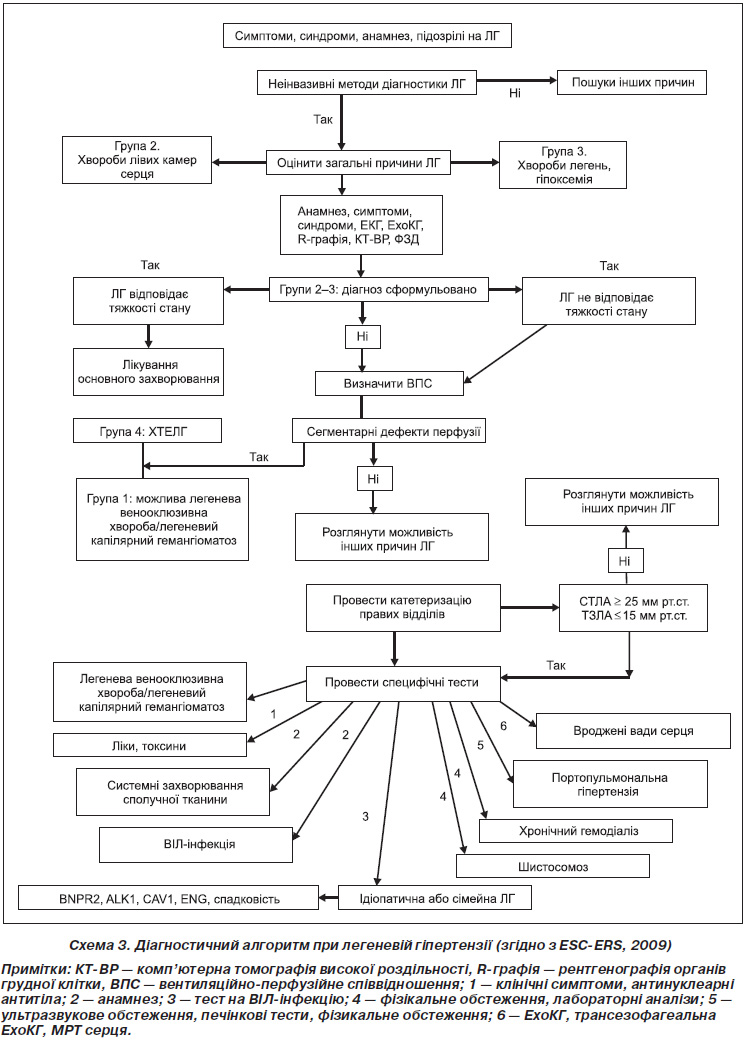 Симптоми, синдроми, анамнез, підозрілі на ЛГ
Неінвазивні методи діагностики ЛГ
Ні
Пошуки інших причин
Так
Група 2.
Хвороби лівих камер
серця
Оцінити загальні причини ЛГ
Група 3.
Хвороби легень,
гіпоксемія
Анамнез, симптоми,
синдроми, ЕКГ, ЕхоКГ,
R-графія, КТ-ВР, ФЗД
Так
Так
ЛГ відповідає
тяжкості стану
Групи 2–3: діагноз сформульовано
ЛГ не відповідає
тяжкості стану
Ні
Лікування
основного захворювання
Визначити ВПС
Група 4: ХТЕЛГ
Сегментарні дефекти перфузії
Так
Ні
Група 1: можлива легенева
венооклюзивна
хвороба/легеневий
капілярний гемангіоматоз
Розглянути можливість
інших причин ЛГ
Розглянути можливість
інших причин ЛГ
Ні
Провести катетеризацію
правих відділів
СТЛА ≥ 25 мм рт.ст.
ТЗЛА ≤ 15 мм рт.ст.
Так
Провести специфічні тести
Легенева венооклюзивна
хвороба/легеневий
капілярний гемангіоматоз
1
Ліки, токсини
2
Системні захворювання
сполучної тканини
2
ВІЛ-інфекція
3
4
4
5
6
Вроджені вади серця
Портопульмональна
гіпертензія
Хронічний гемодіаліз
Шистосомоз
BNPR2, ALK1, CAV1, ENG, спадковість
Ідіопатична або сімейна ЛГ
Схема 3. Діагностичний алгоритм при легеневій гіпертензії (згідно з ESC-ERS, 2009)
Примітки: КТ-ВР — комп’ютерна томографія високої роздільності, R-графія — рентгенографія органів
грудної клітки, ВПС — вентиляційно-перфузійне співвідношення; 1 — клінічні симптоми, антинуклеарні
антитіла; 2 — анамнез; 3 — тест на ВІЛ-інфекцію; 4 — фізікальне обстеження, лабораторні аналізи; 5 —
ультразвукове обстеження, печінкові тести, фізикальне обстеження; 6 — ЕхоКГ, трансезофагеальна
ЕхоКГ, МРТ серця.